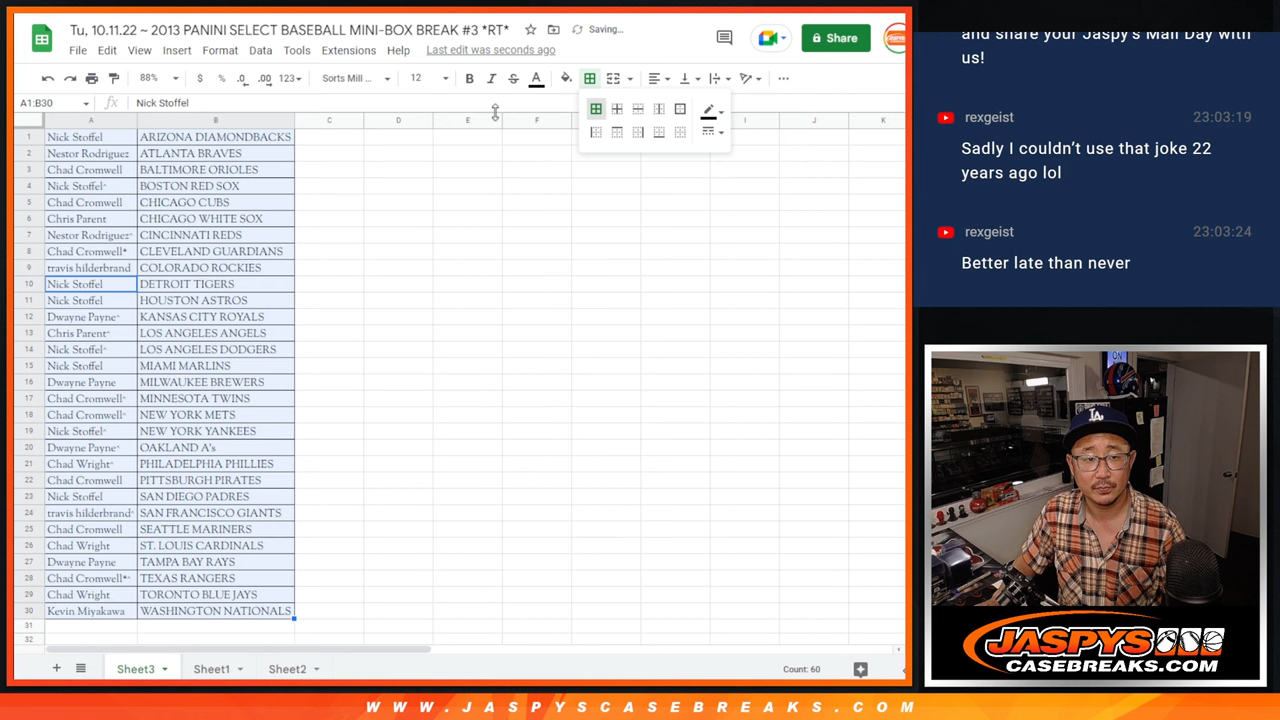 Tu, 10.11.22 ~ 2013 PANINI SELECT BASEBALL MINI-BOX BREAK #3 *RT*
Saving...
File Edit View Insert Format Data Tools Extensions Help Last edit was seconds ago
Share
88% $ % .0 .00 123 Sorts Mill ... 12 B I S A
A1:B30 fx Nick Stoffel
A B C D E F I J K
1 Nick Stoffel ARIZONA DIAMONDBACKS
2 Nestor Rodriguez ATLANTA BRAVES
3 Chad Cromwell BALTIMORE ORIOLES
4 Nick Stoffel^ BOSTON RED SOX
5 Chad Cromwell CHICAGO CUBS
6 Chris Parent CHICAGO WHITE SOX
7 Nestor Rodriguez^ CINCINNATI REDS
8 Chad Cromwell* CLEVELAND GUARDIANS
9 travis hilderbrand COLORADO ROCKIES
10 Nick Stoffel DETROIT TIGERS
11 Nick Stoffel HOUSTON ASTROS
12 Dwayne Payne^ KANSAS CITY ROYALS
13 Chris Parent^ LOS ANGELES ANGELS
14 Nick Stoffel^ LOS ANGELES DODGERS
15 Nick Stoffel MIAMI MARLINS
16 Dwayne Payne MILWAUKEE BREWERS
17 Chad Cromwell^ MINNESOTA TWINS
18 Chad Cromwell^ NEW YORK METS
19 Nick Stoffel^ NEW YORK YANKEES
20 Dwayne Payne^ OAKLAND A's
21 Chad Wright^ PHILADELPHIA PHILLIES
22 Chad Cromwell PITTSBURGH PIRATES
23 Nick Stoffel SAN DIEGO PADRES
24 travis hilderbrand^ SAN FRANCISCO GIANTS
25 Chad Cromwell SEATTLE MARINERS
26 Chad Wright ST. LOUIS CARDINALS
27 Dwayne Payne TAMPA BAY RAYS
28 Chad Cromwell*^ TEXAS RANGERS
29 Chad Wright TORONTO BLUE JAYS
30 Kevin Miyakawa WASHINGTON NATIONALS
31
32
Sheet3 Sheet1 Sheet2 Count: 60
and share your Jaspy's Mail Day with
us!
rexgeist 23:03:19
Sadly I couldn't use that joke 22
years ago lol
rexgeist 23:03:24
Better late than never
ON
LA
JASPYS
CASEBREAKS.COM
WWW.JASPYSCASEBREAKS.COM